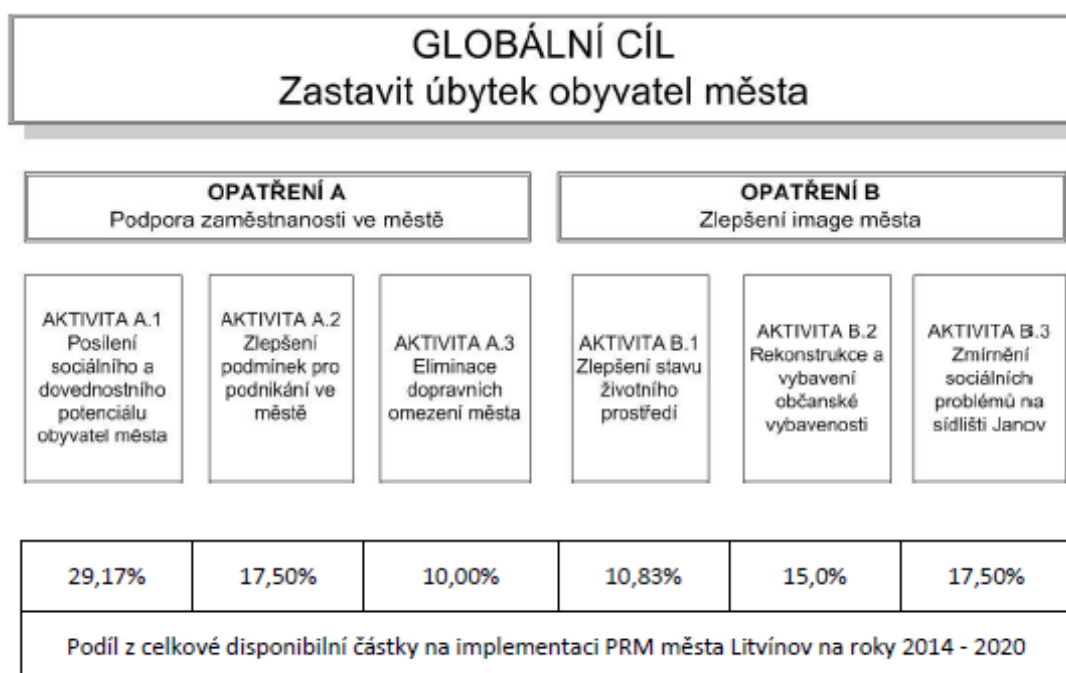 GLOBÁLNÍ CÍL
Zastavit úbytek obyvatel města
OPATŘENÍ A
Podpora zaměstnanosti ve městě
OPATŘENÍ B
Zlepšení image města
AKTIVITA A.1
Posílení
sociálního a
dovednostního
potenciálu
obyvatel města
AKTIVITA A.2
Zlepšení
podmínek pro
podnikání ve
městě
AKTIVITA A.3
Eliminace
dopravních
omezení města
AKTIVITA B.1
Zlepšení stavu
životního
prostředí
AKTIVITA B.2
Rekonstrukce a
vybavení
občanské
vybavenosti
AKTIVITA B.3
Zmírnění
sociálních
problémů na
sídlišti Janov
29,17%
17,50%
10,00%
10,83%
15,0%
17,50%
Podíl z celkové disponibilní částky na implementaci PRM města Litvínov na roky 2014 - 2020